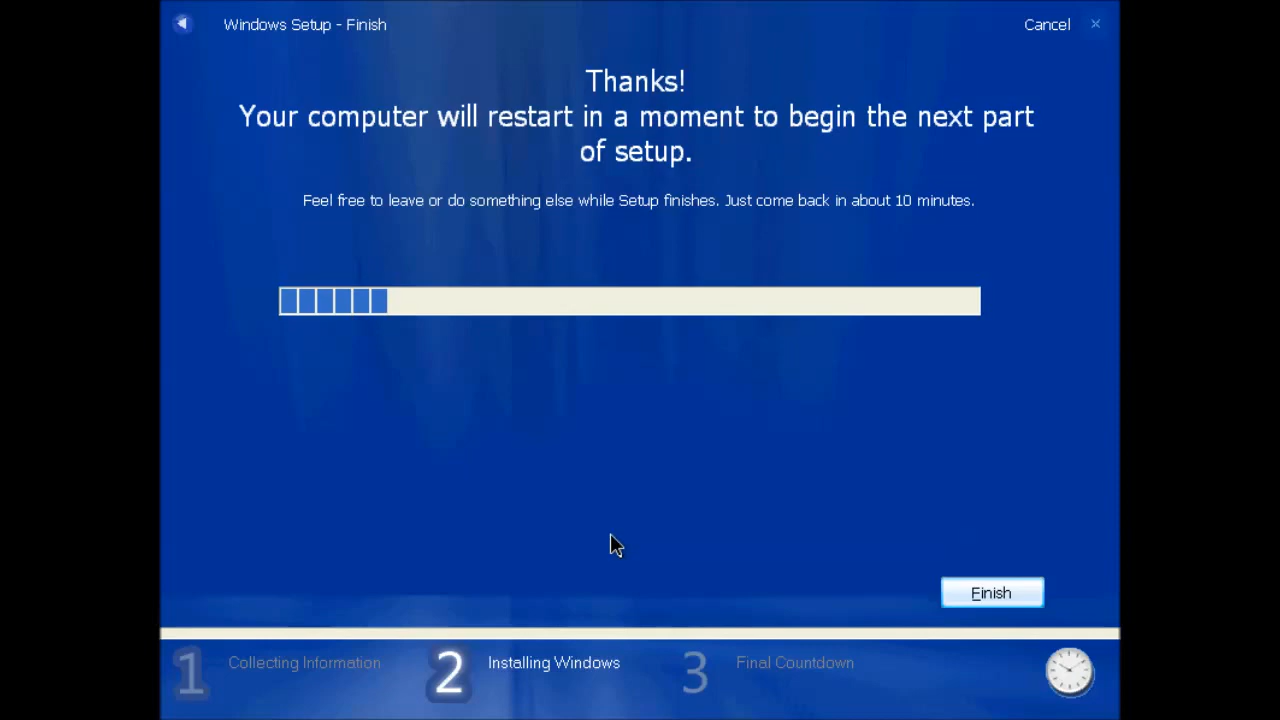 Windows Setup - Finish
Cancel
Thanks!
Your computer will restart in a moment to begin the next part
of setup.
Feel free to leave or do something else while Setup finishes. Just come back in about 10 minutes.
Finish
1 Collecting Information
2 Installing Windows
3 Final Countdown